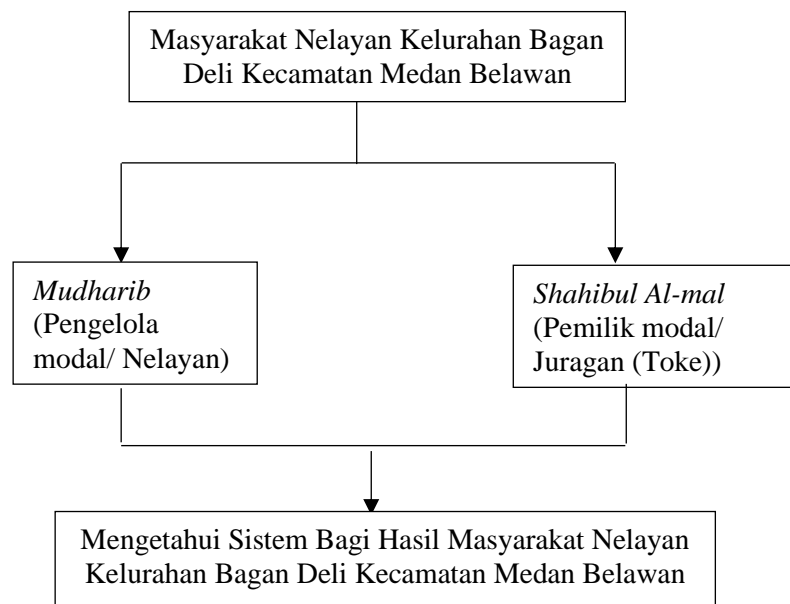 Masyarakat Nelayan Kelurahan Bagan
Deli Kecamatan Medan Belawan
Mudharib
(Pengelola
modal/ Nelayan)
Shahibul Al-mal
(Pemilik modal/
Juragan (Toke))
Mengetahui Sistem Bagi Hasil Masyarakat Nelayan
Kelurahan Bagan Deli Kecamatan Medan Belawan